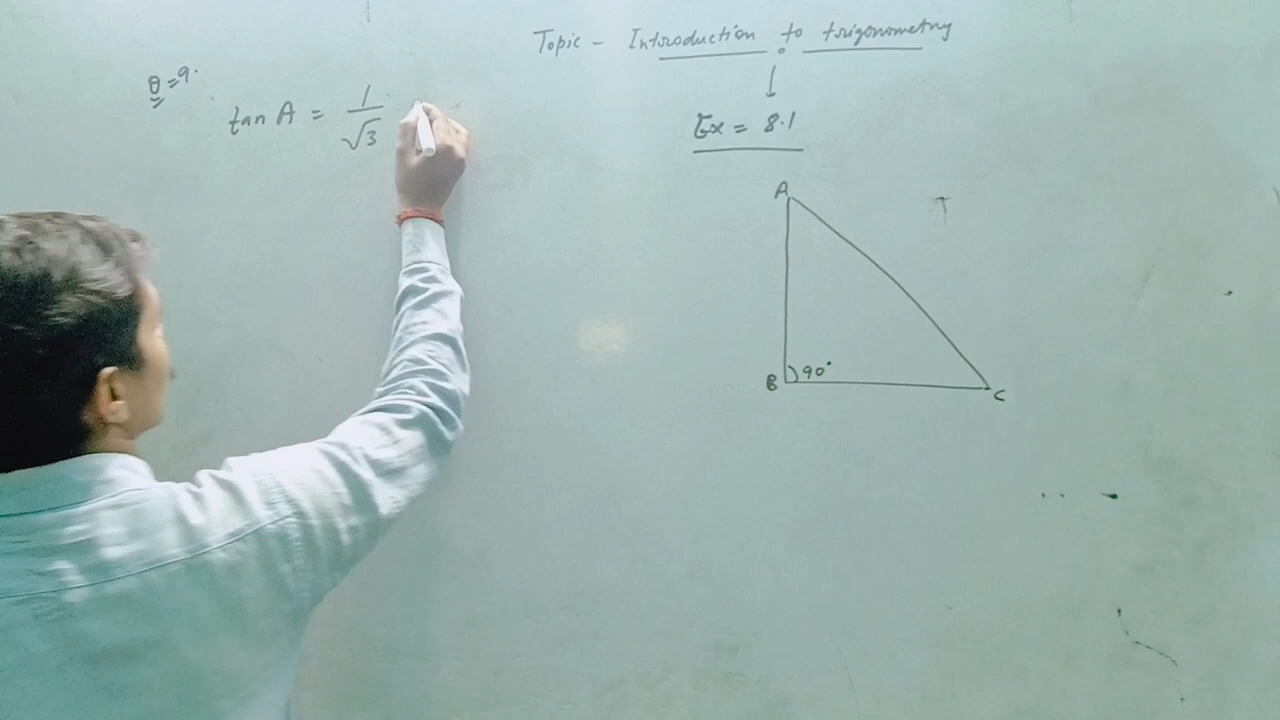 Topic - Introduction to trigonometry
Ex = 8.1
θ = 9.
tan A = 1/√3
A
B 90° C